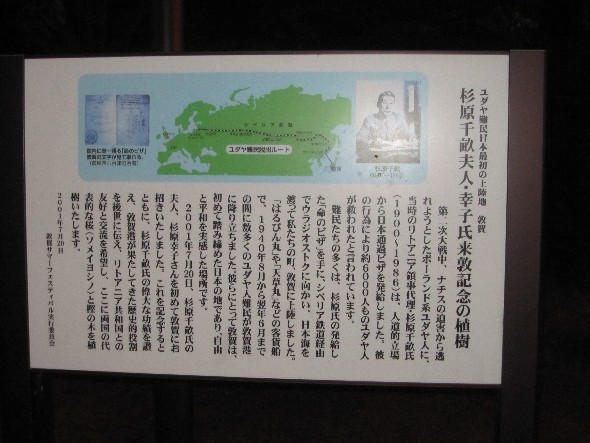 ユダヤ難民日本最初の上陸地　敦賀
杉原千畝夫人・幸子氏来敦記念の植樹
第二次大戦中、ナチスの迫害から逃
れようとしたポーランド系ユダヤ人に、
当時のリトアニア領事代理・杉原千畝氏
(1900〜1986)は、人道的立場
から日本通過ビザを発給しました。彼
の行為により約6000人ものユダヤ人
が救われたと言われています。
難民たちの多くは、杉原氏の発給し
た「命のビザ」を手に、シベリア鉄道経由
でウラジオストクに向かい、日本海を
渡って私たちの町、敦賀に上陸しました。
「はるぴん丸」や「天草丸」などの客貨船
で、1940年8月から翌年6月まで
の間に数多くのユダヤ人難民が敦賀港
に降り立ちました。彼らにとって敦賀は、
初めて踏み締めた日本の地であり、自由
と平和を実感した場所です。
2001年7月20日、杉原千畝氏の
夫人、杉原幸子さんを初めて敦賀にお
招きいたしました。これを記念すると
ともに、杉原千畝氏の偉大な功績を讃
え、敦賀港が果たしてきた歴史的役割
を後世に伝え、リトアニア共和国との
友好と交流を希望し、ここに両国の代
表的な桜(ソメイヨシノ)と樫の木を植
樹いたします。
2001年7月20日
敦賀サマーフェスティバル実行委員会
シベリア鉄道
ユダヤ難民脱出ルート
敦賀
杉原千畝